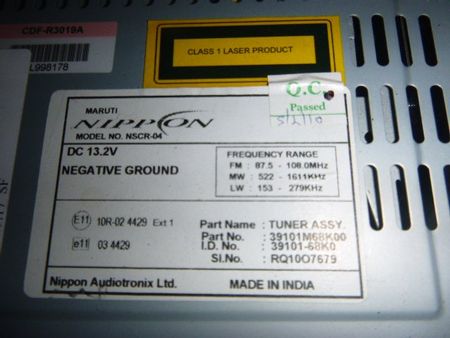 CDF-R3019A
L998178
CLASS 1 LASER PRODUCT
Q.C.
Passed
5/2/10
MARUTI
NIPPON
MODEL NO. NSCR-04
DC 13.2V
NEGATIVE GROUND
FREQUENCY RANGE
FM : 87.5 - 108.0MHz
MW : 522 - 1611KHz
LW : 153 - 279KHz
E11 10R-02 4429 Ext 1
e11 03 4429
Part Name : TUNER ASSY.
Part No. : 39101M68K00
I.D. No. : 39101-68K0
Sl.No. : RQ10O7679
Nippon Audiotronix Ltd.
MADE IN INDIA